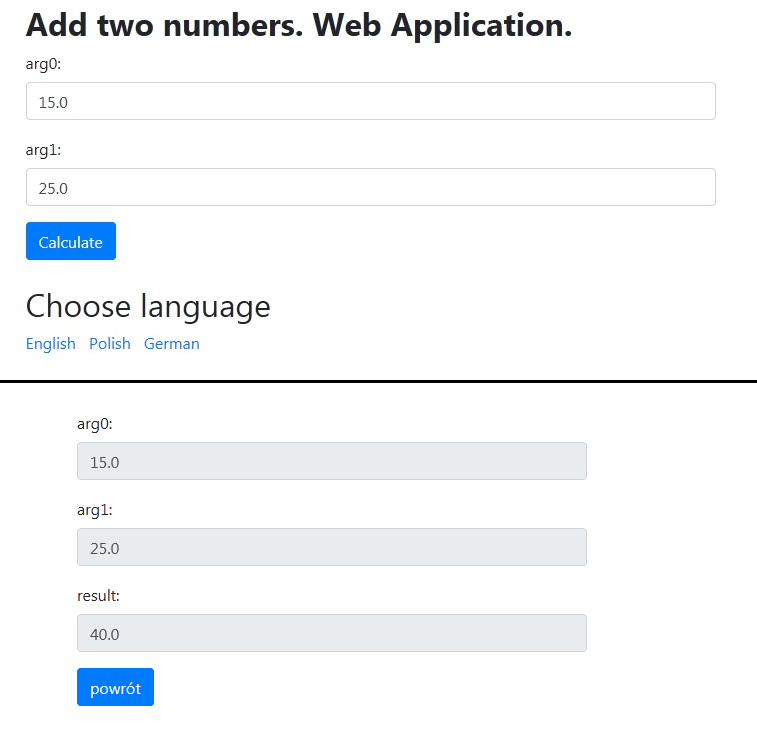 Add two numbers. Web Application.
arg0:
15.0
arg1:
25.0
Calculate
Choose language
English Polish German
arg0:
15.0
arg1:
25.0
result:
40.0
powrót